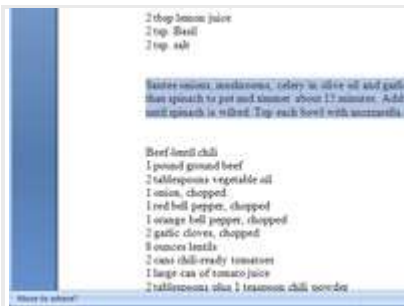 2 tbsp lemon juice
2 tsp. Basil
2 tsp. salt
Sautee onions, mushrooms, celery in olive oil and garlic
than spinach to pot and simmer about 15 minutes. Add
until spinach is wilted. Top each bowl with mozzarella
Beef-lentil chili
1 pound ground beef
2 tablespoons vegetable oil
1 onion, chopped
1 red bell pepper, chopped
1 orange bell pepper, chopped
2 garlic cloves, chopped
8 ounces lentils
2 cans chili-ready tomatoes
1 large can of tomato juice
2 tablespoons plus 1 teaspoon chili powder